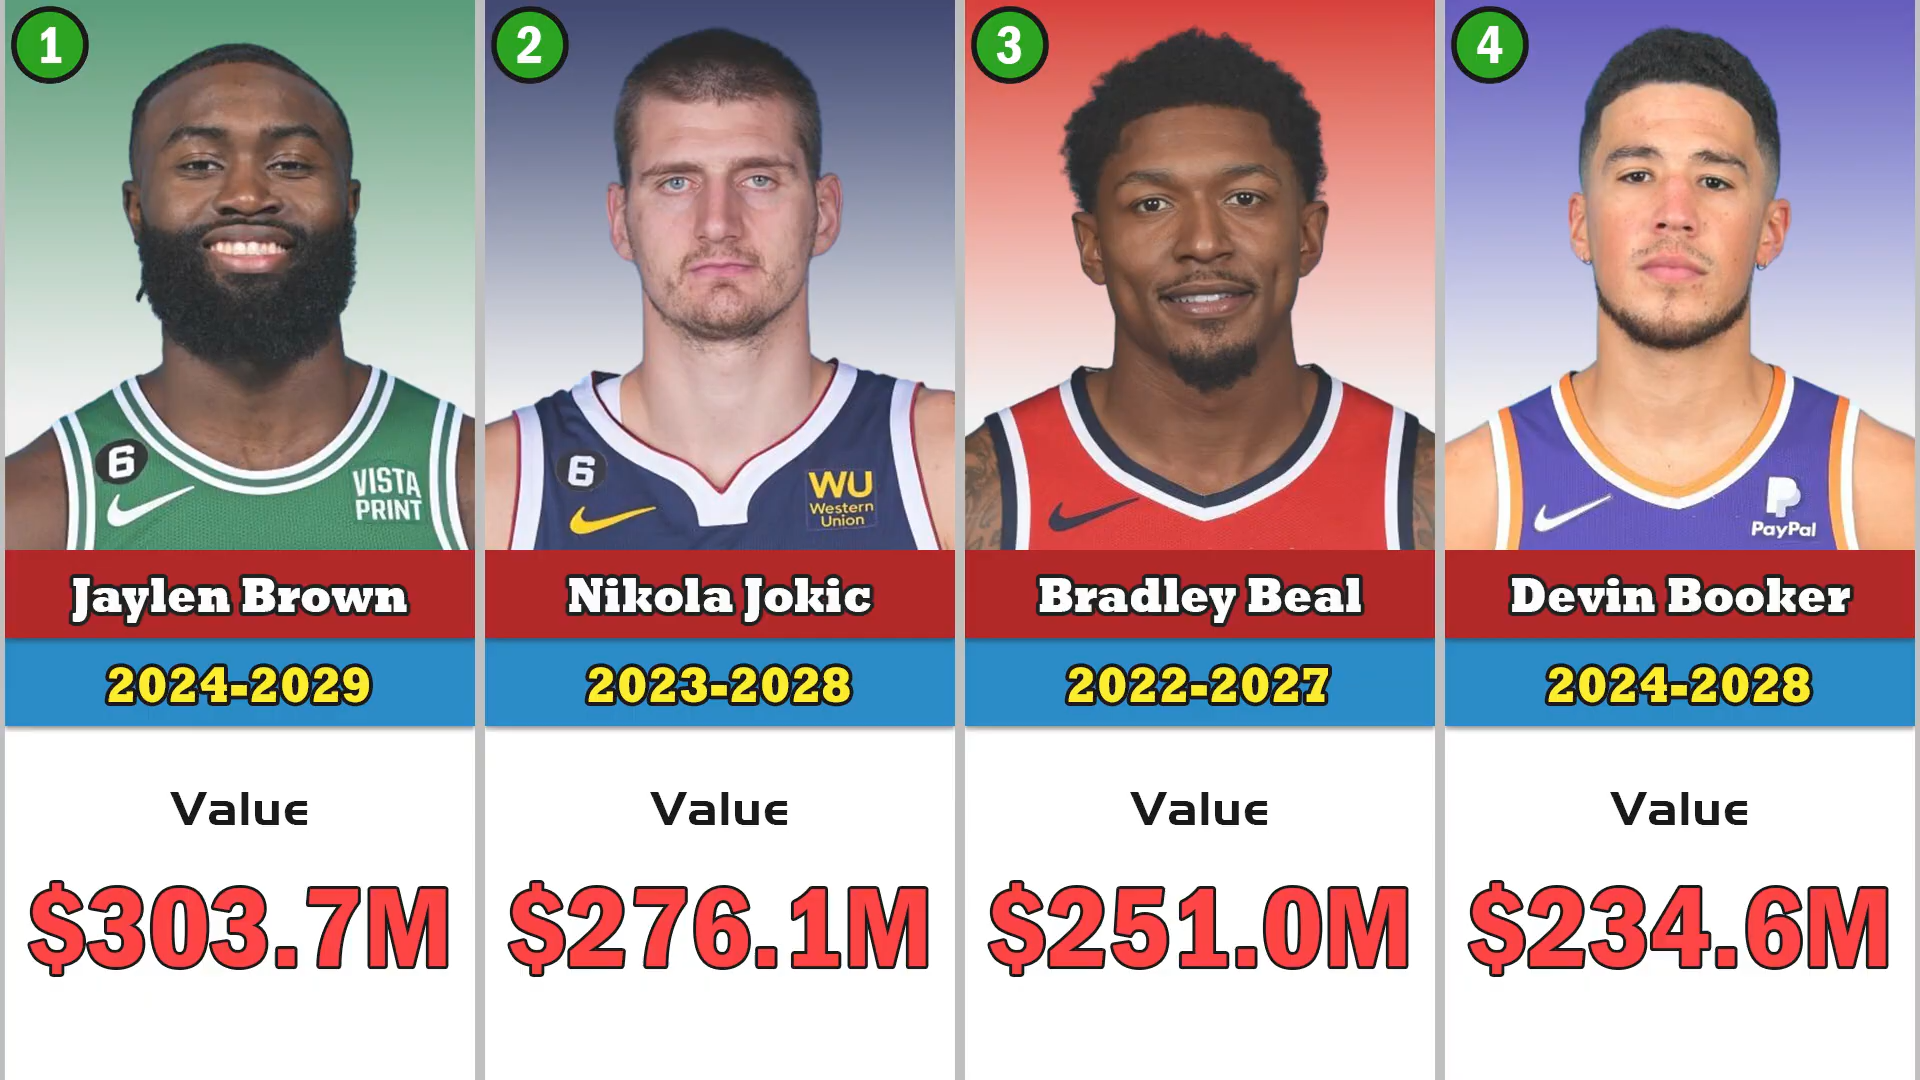 1
6
VISTA
PRINT
Jaylen Brown
2024-2029
Value
$303.7M
2
6
WU
Western
Union
Nikola Jokic
2023-2028
Value
$276.1M
3
Bradley Beal
2022-2027
Value
$251.0M
4
PayPal
Devin Booker
2024-2028
Value
$234.6M